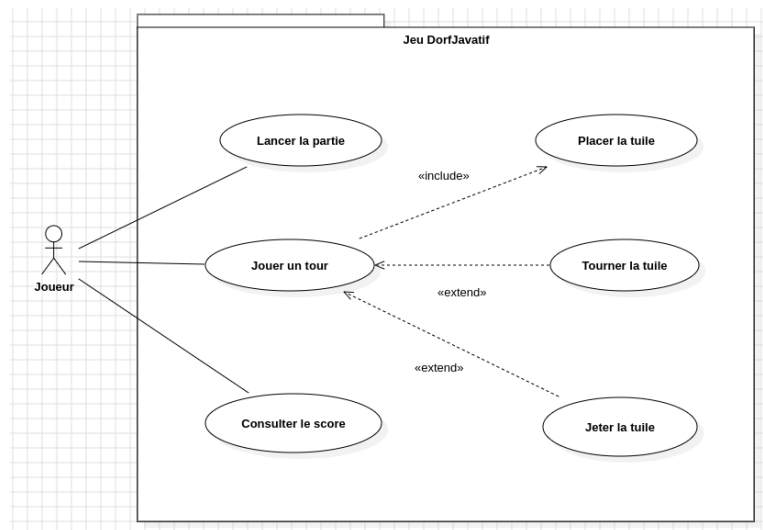 Jeu DorfJavatif
Lancer la partie
Placer la tuile
«include»
Jouer un tour
Tourner la tuile
Joueur
«extend»
«extend»
Consulter le score
Jeter la tuile